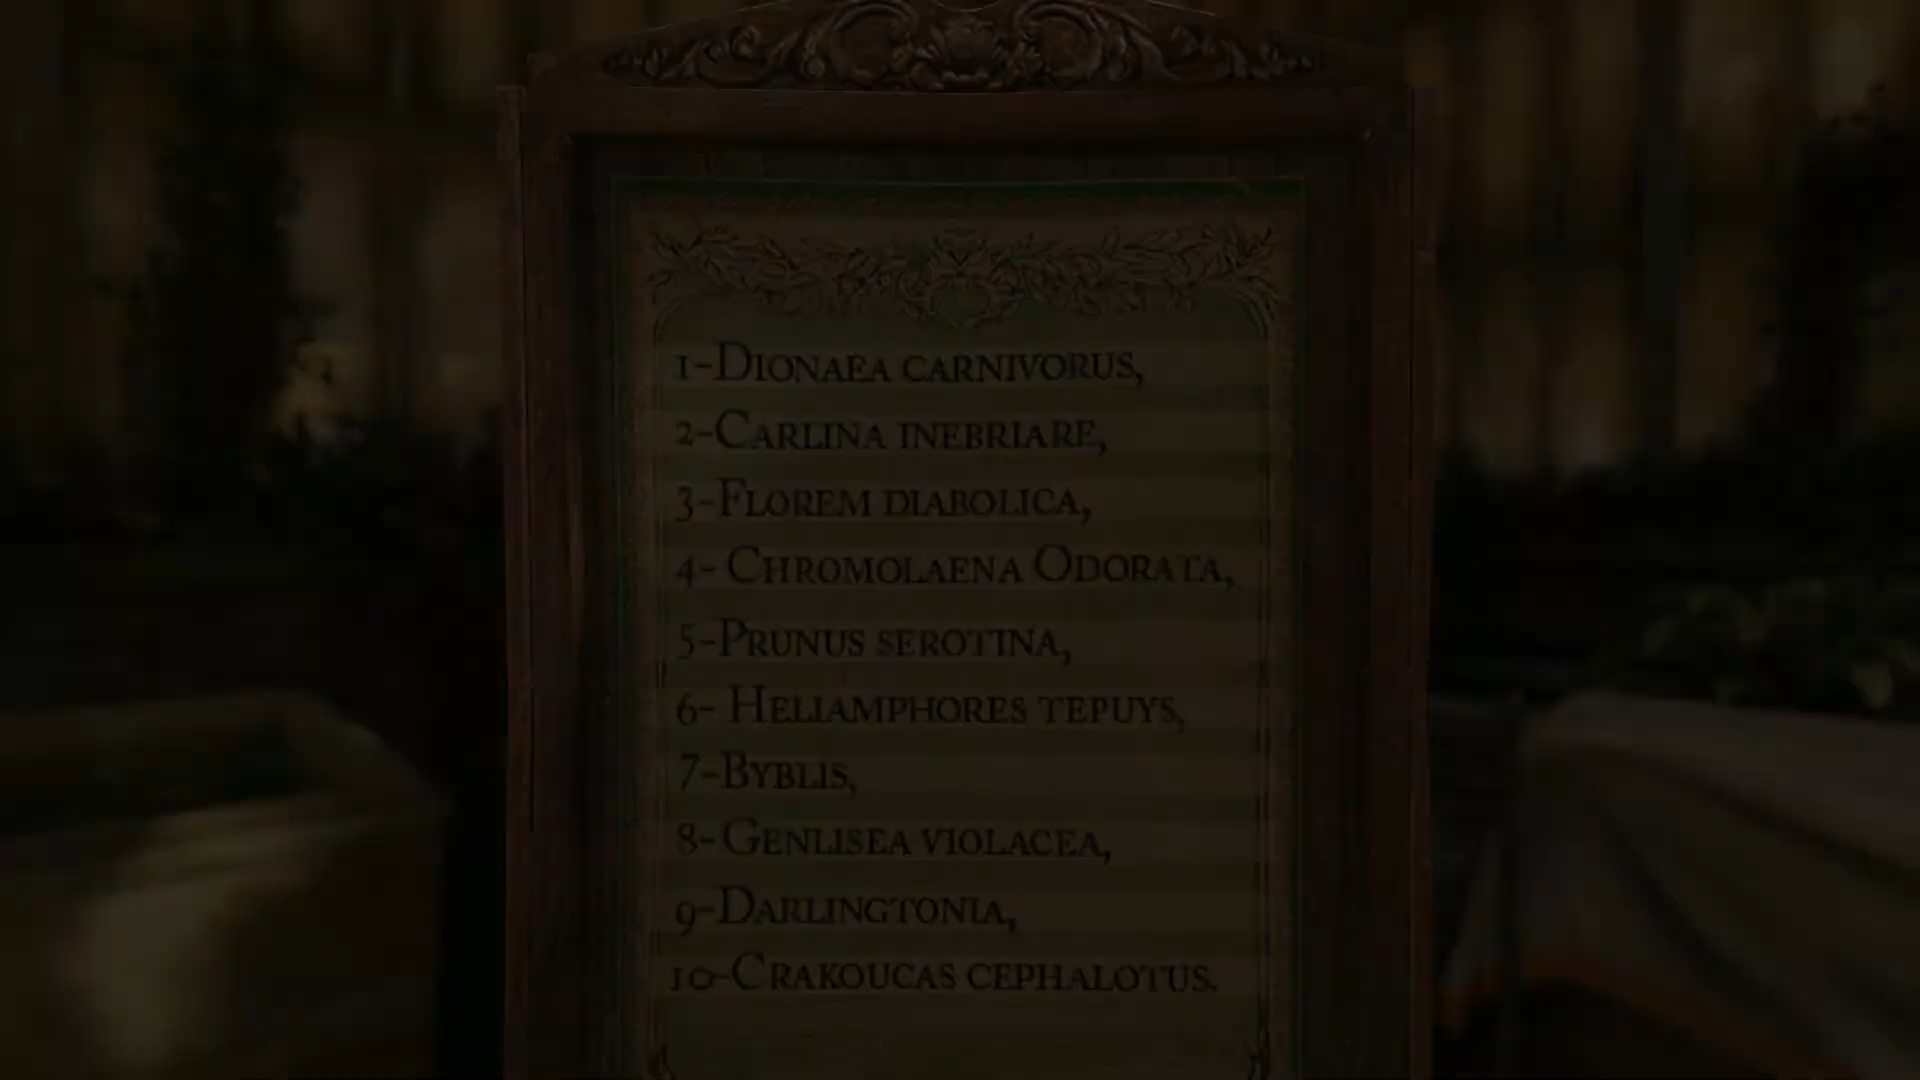 1-Dionaea carnivorus,
2-Carlina inebriare,
3-Florem diabolica,
4- Chromolaena Odorata,
5-Prunus serotina,
6- Heliamphores tepuys,
7-Byblis,
8- Genlisea violacea,
9-Darlingtonia,
10-Crakoucas cephalotus.